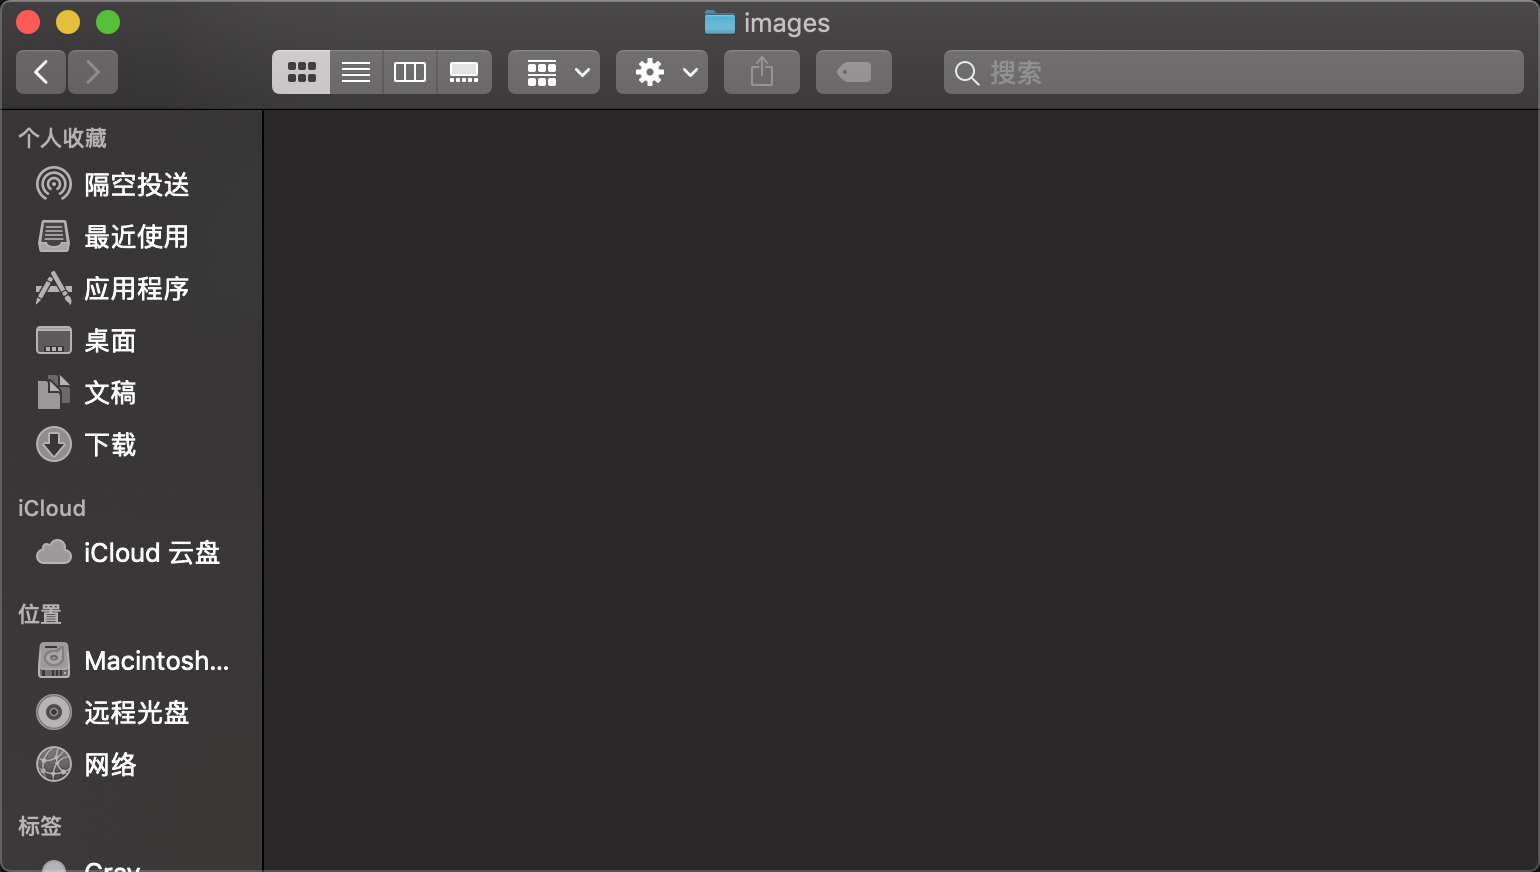 images
搜索
个人收藏
隔空投送
最近使用
应用程序
桌面
文稿
下载
iCloud
iCloud 云盘
位置
Macintosh...
远程光盘
网络
标签
Gray